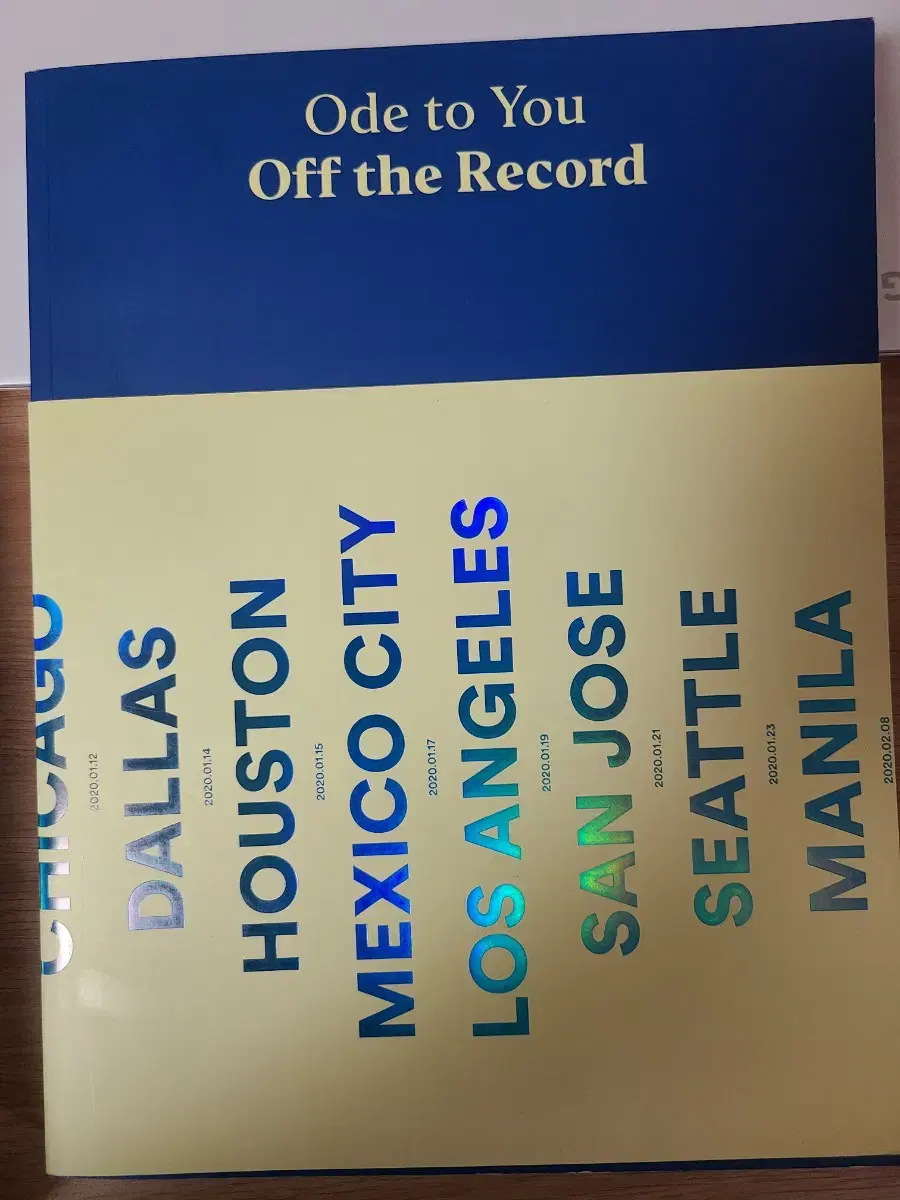 Ode to You
Off the Record
CHICAGO
2020.01.12
DALLAS
2020.01.14
HOUSTON
2020.01.15
MEXICO CITY
2020.01.17
LOS ANGELES
2020.01.19
SAN JOSE
2020.01.21
SEATTLE
2020.01.23
MANILA
2020.02.08